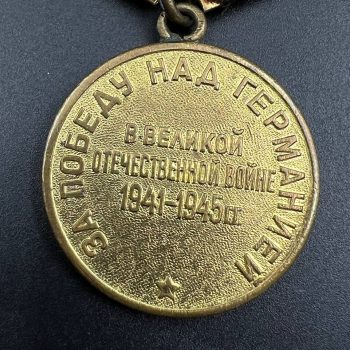 ЗА ПОБЕДУ НАД ГЕРМАНИЕЙ
В ВЕЛИКОЙ
ОТЕЧЕСТВЕННОЙ ВОЙНЕ
1941-1945 ГГ